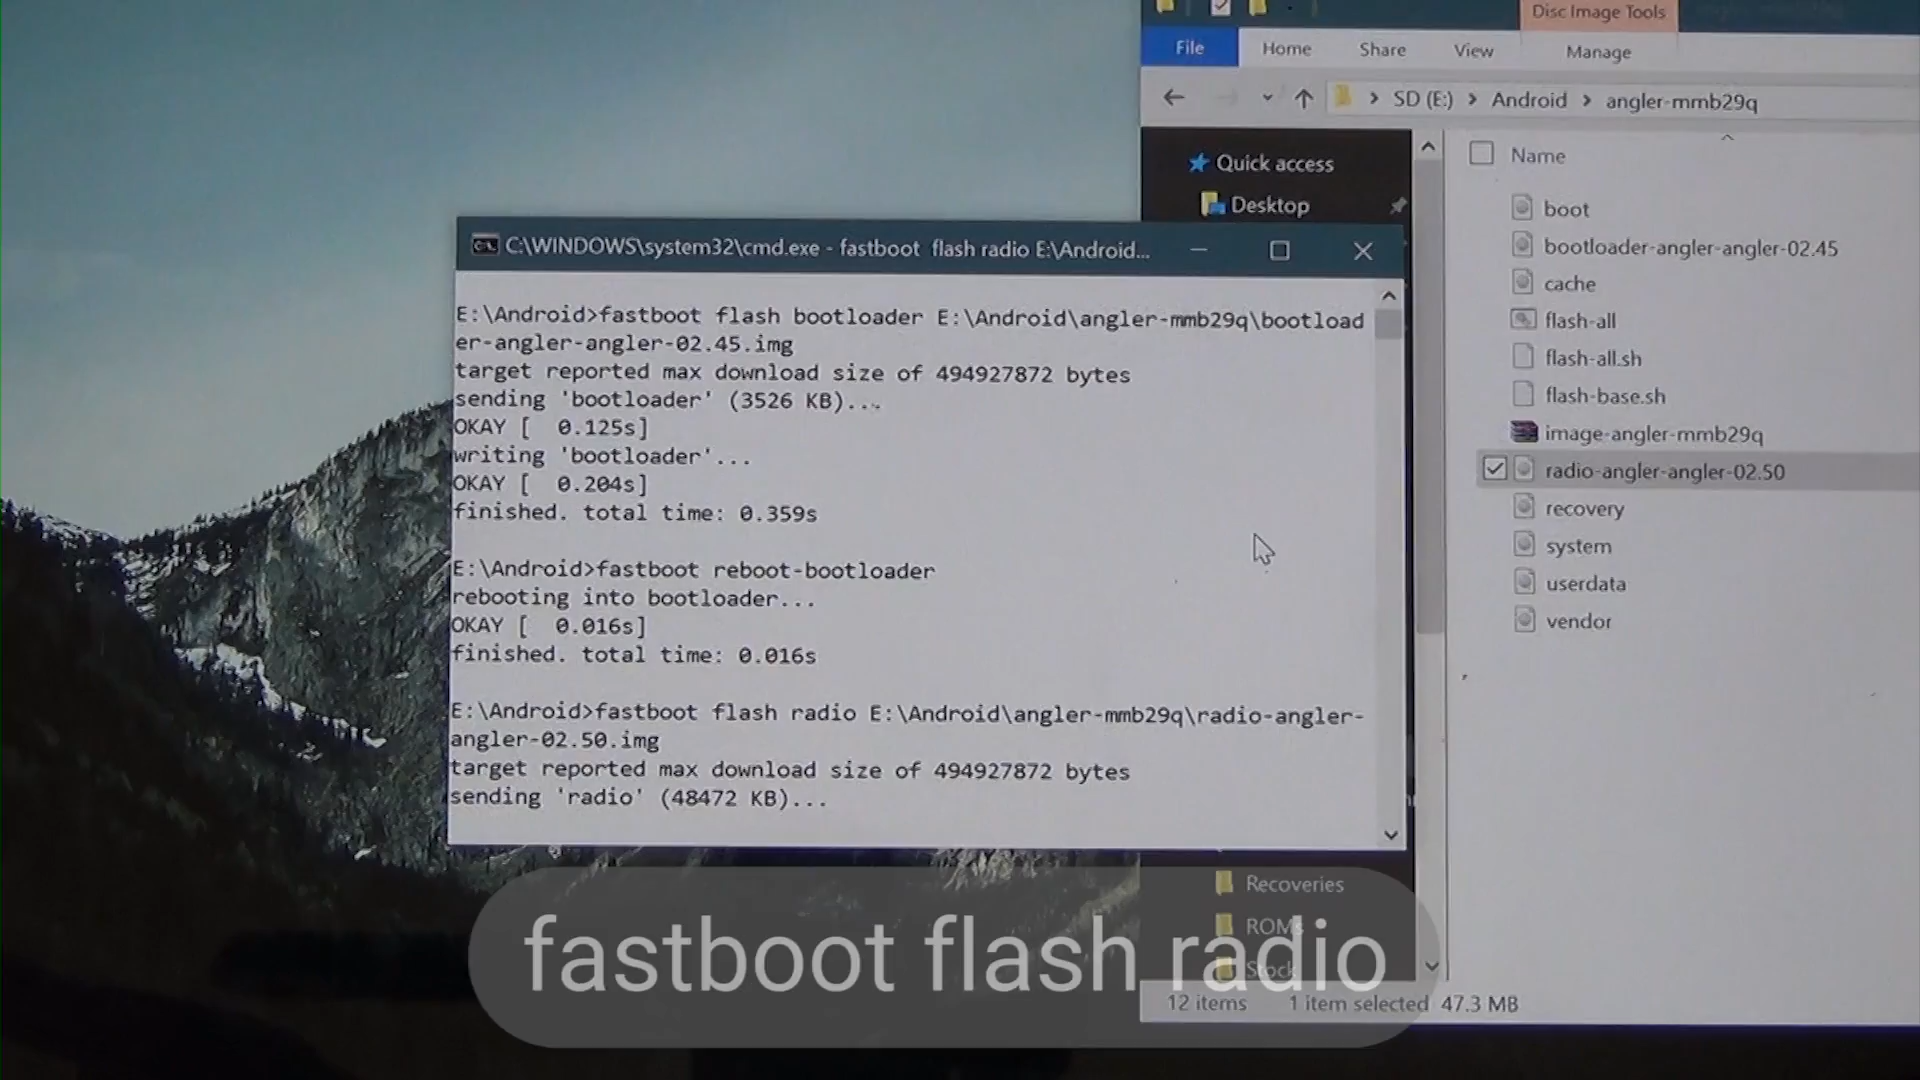 Disc Image Tools
File Home Share View Manage
SD (E:) > Android > angler-mmb29q
Quick access
Desktop
Name
boot
bootloader-angler-angler-02.45
cache
flash-all
flash-all.sh
flash-base.sh
image-angler-mmb29q
radio-angler-angler-02.50
recovery
system
userdata
vendor
C:\WINDOWS\system32\cmd.exe - fastboot flash radio E:\Android...
E:\Android>fastboot flash bootloader E:\Android\angler-mmb29q\bootload
er-angler-angler-02.45.img
target reported max download size of 494927872 bytes
sending 'bootloader' (3526 KB)...
OKAY [ 0.125s]
writing 'bootloader'...
OKAY [ 0.204s]
finished. total time: 0.359s
E:\Android>fastboot reboot-bootloader
rebooting into bootloader...
OKAY [ 0.016s]
finished. total time: 0.016s
E:\Android>fastboot flash radio E:\Android\angler-mmb29q\radio-angler-
angler-02.50.img
target reported max download size of 494927872 bytes
sending 'radio' (48472 KB)...
Recoveries
ROMs
Stock
12 items 1 item selected 47.3 MB
fastboot flash radio